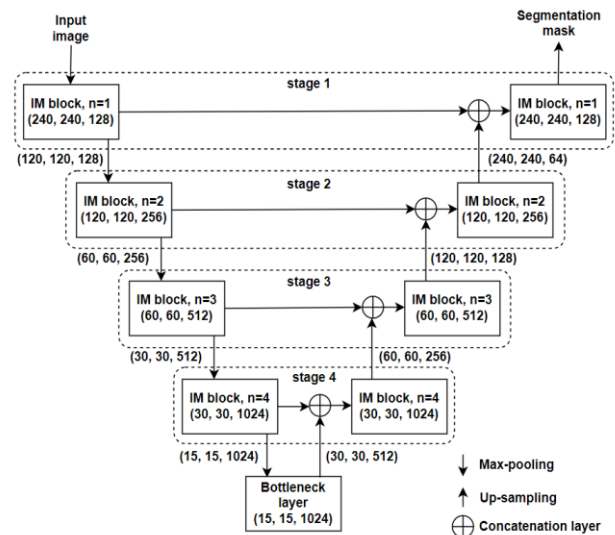 Input
image
Segmentation
mask
stage 1
IM block, n=1
(240, 240, 128)
IM block, n=1
(240, 240, 128)
(120, 120, 128)
(240, 240, 64)
stage 2
IM block, n=2
(120, 120, 256)
IM block, n=2
(120, 120, 256)
(60, 60, 256)
(120, 120, 128)
stage 3
IM block, n=3
(60, 60, 512)
IM block, n=3
(60, 60, 512)
(30, 30, 512)
(60, 60, 256)
stage 4
IM block, n=4
(30, 30, 1024)
IM block, n=4
(30, 30, 1024)
(15, 15, 1024)
(30, 30, 512)
Bottleneck
layer
(15, 15, 1024)
Max-pooling
Up-sampling
Concatenation layer